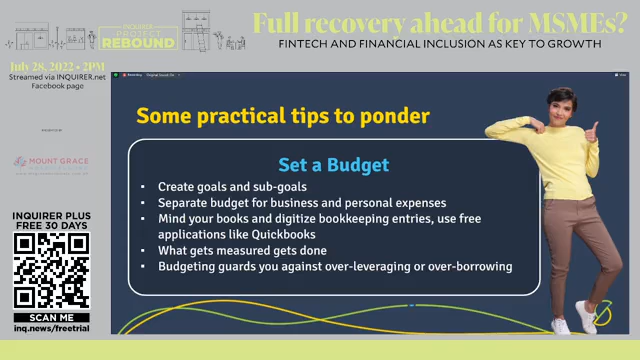 INQUIRER
PROJECT
REBOUND
Full recovery ahead for MSMEs?
FINTECH AND FINANCIAL INCLUSION AS KEY TO GROWTH
July 28, 2022 • 2PM
Streamed via INQUIRER.net
Facebook page
MOUNT GRACE
INQUIRER PLUS
FREE 30 DAYS
SCAN ME
inq.news/freetrial
Some practical tips to ponder
Set a Budget
▪ Create goals and sub-goals
▪ Separate budget for business and personal expenses
▪ Mind your books and digitize bookkeeping entries, use free
applications like Quickbooks
▪ What gets measured gets done
▪ Budgeting guards you against over-leveraging or over-borrowing